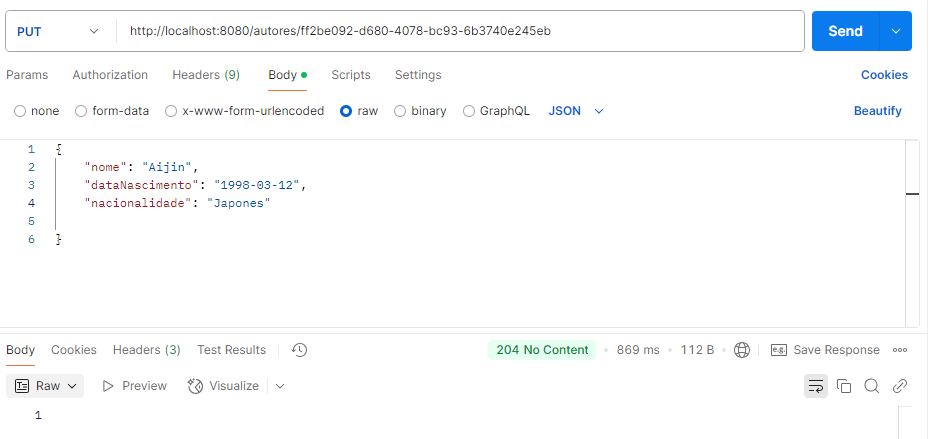 PUT http://localhost:8080/autores/ff2be092-d680-4078-bc93-6b3740e245eb Send
Params Authorization Headers (9) Body Scripts Settings Cookies
none form-data x-www-form-urlencoded raw binary GraphQL JSON Beautify
1 {
2 "nome": "Aijin",
3 "dataNascimento": "1998-03-12",
4 "nacionalidade": "Japones"
5
6 }
Body Cookies Headers (3) Test Results 204 No Content 869 ms 112 B e.g. Save Response
Raw Preview Visualize
1